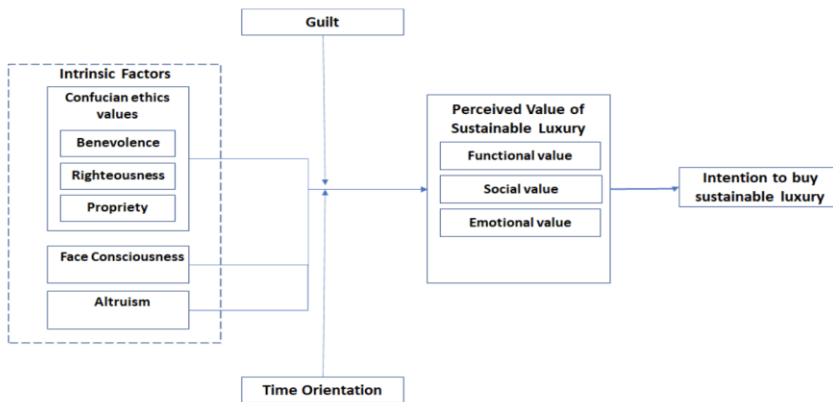 Guilt
Intrinsic Factors
Confucian ethics
values
Benevolence
Righteousness
Propriety
Face Consciousness
Altruism
Perceived Value of
Sustainable Luxury
Functional value
Social value
Emotional value
Intention to buy
sustainable luxury
Time Orientation